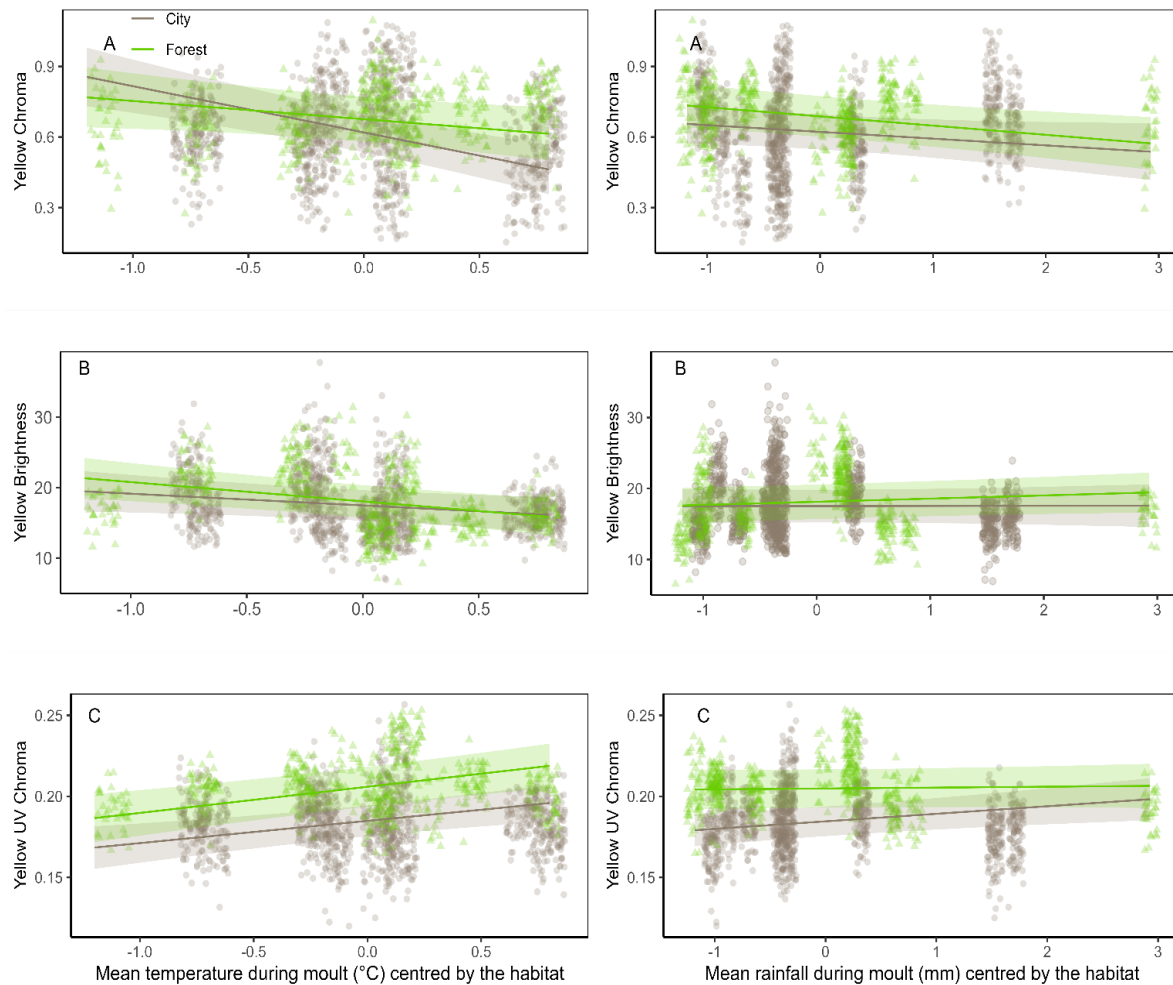 City
Forest
A
Yellow Chroma
0.9
0.6
0.3
-1.0
-0.5
0.0
0.5
A
Yellow Chroma
0.9
0.6
0.3
-1
0
1
2
3
B
Yellow Brightness
30
20
10
-1.0
-0.5
0.0
0.5
B
Yellow Brightness
30
20
10
-1
0
1
2
3
C
Yellow UV Chroma
0.25
0.20
0.15
-1.0
-0.5
0.0
0.5
Mean temperature during moult (°C) centred by the habitat
C
Yellow UV Chroma
0.25
0.20
0.15
-1
0
1
2
3
Mean rainfall during moult (mm) centred by the habitat